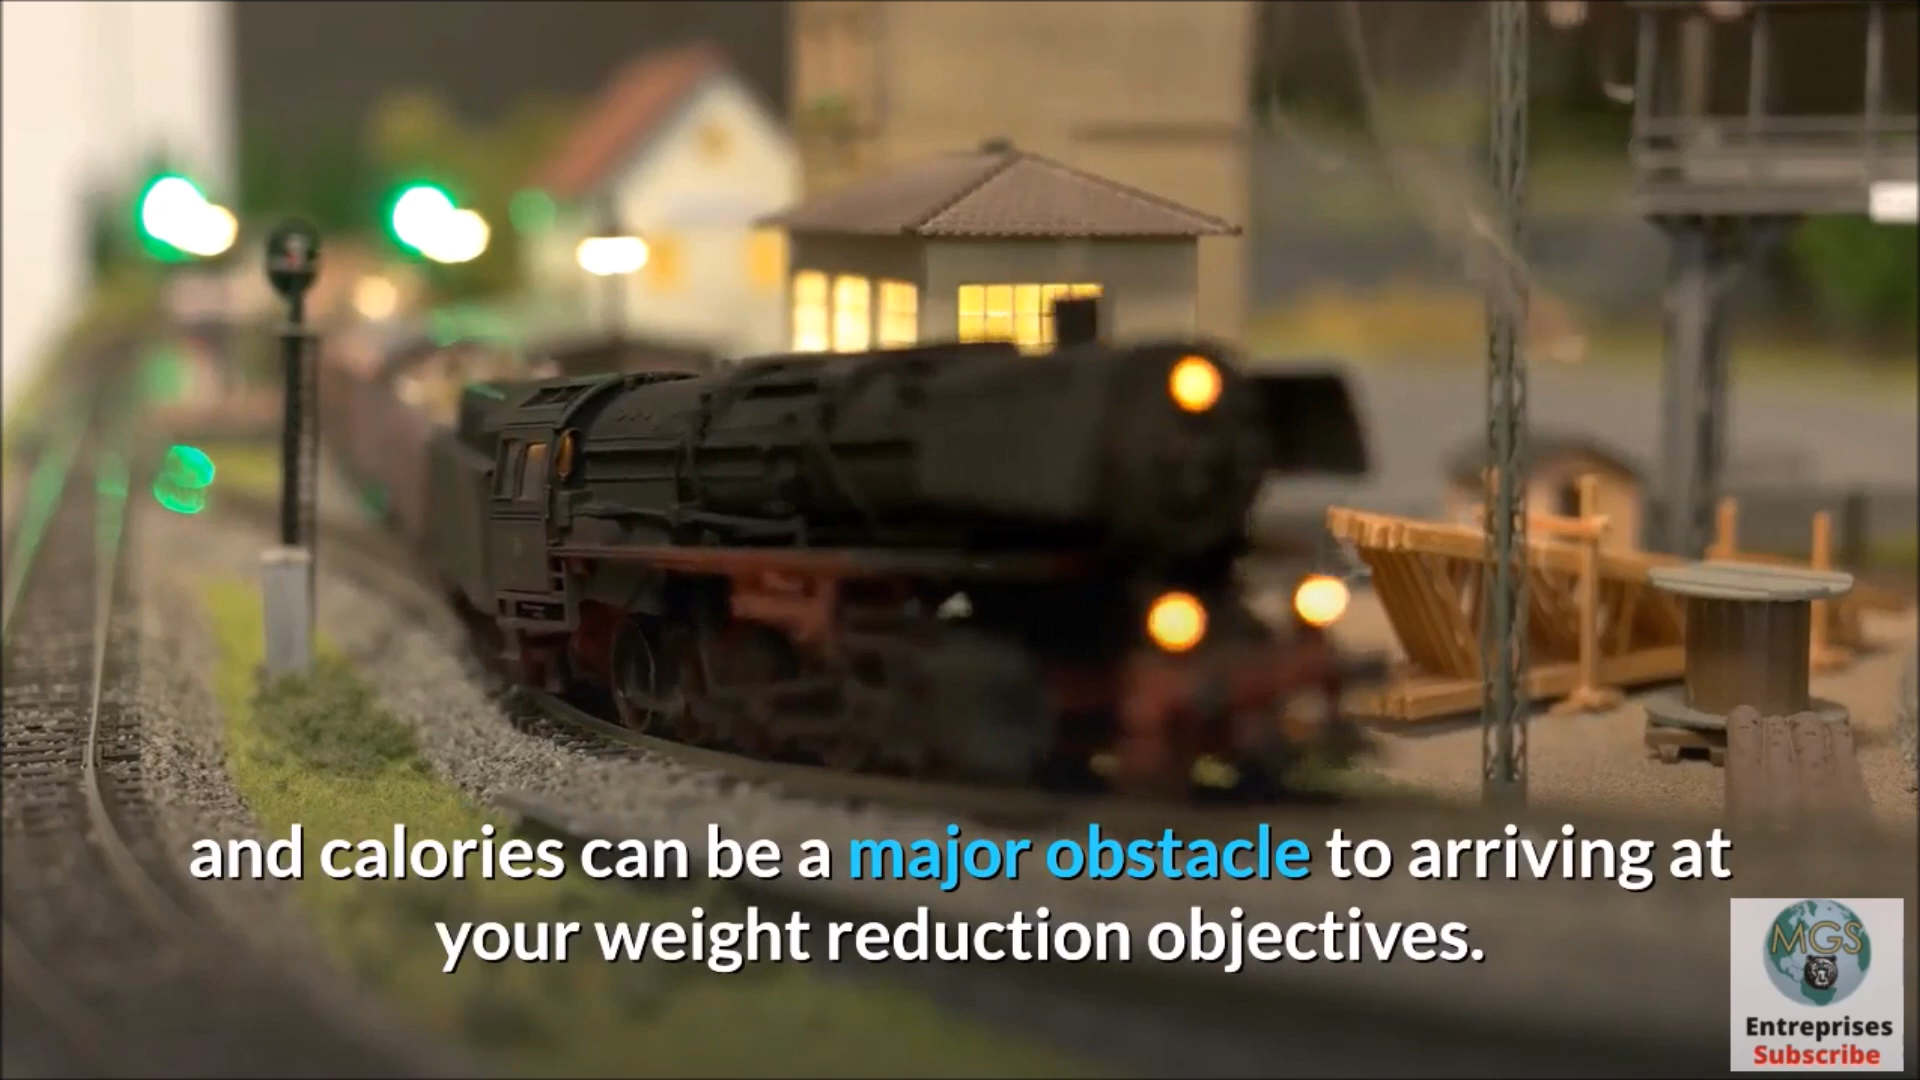 and calories can be a major obstacle to arriving at
your weight reduction objectives.
MGS
Entreprises
Subscribe